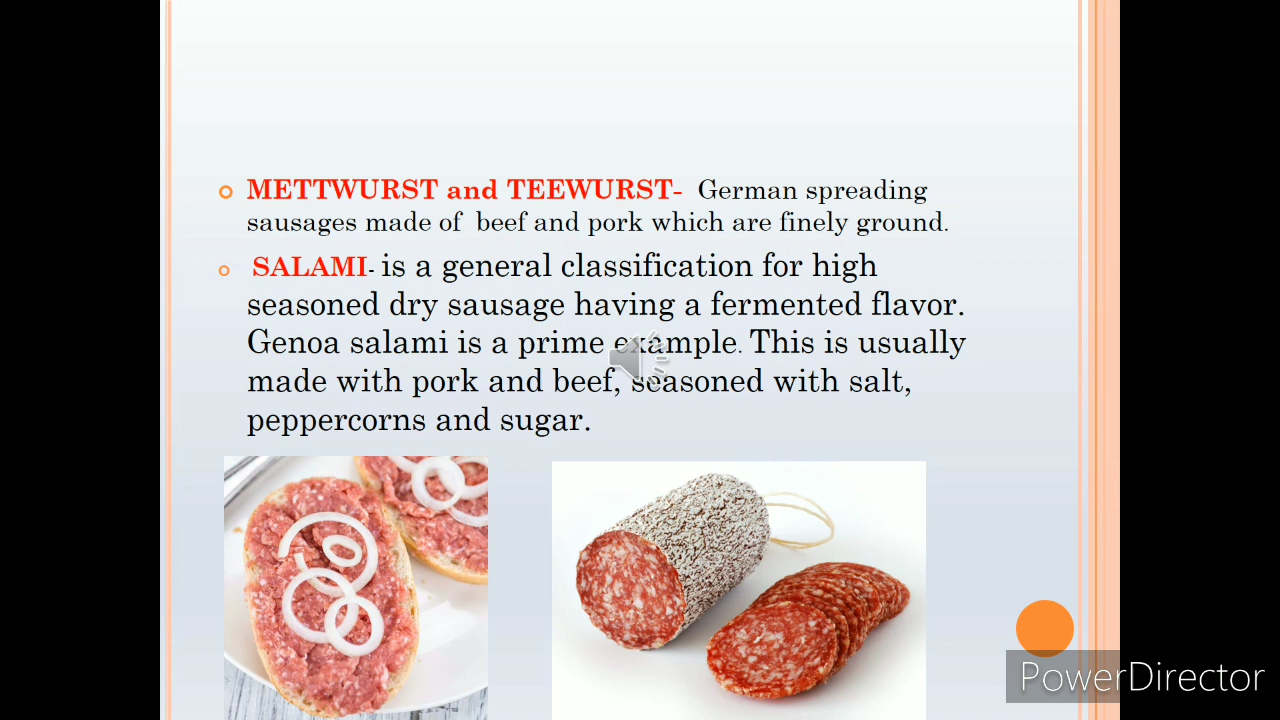 METTWURST and TEEWURST- German spreading
sausages made of beef and pork which are finely ground.
SALAMI- is a general classification for high
seasoned dry sausage having a fermented flavor.
Genoa salami is a prime example. This is usually
made with pork and beef, seasoned with salt,
peppercorns and sugar.
PowerDirector